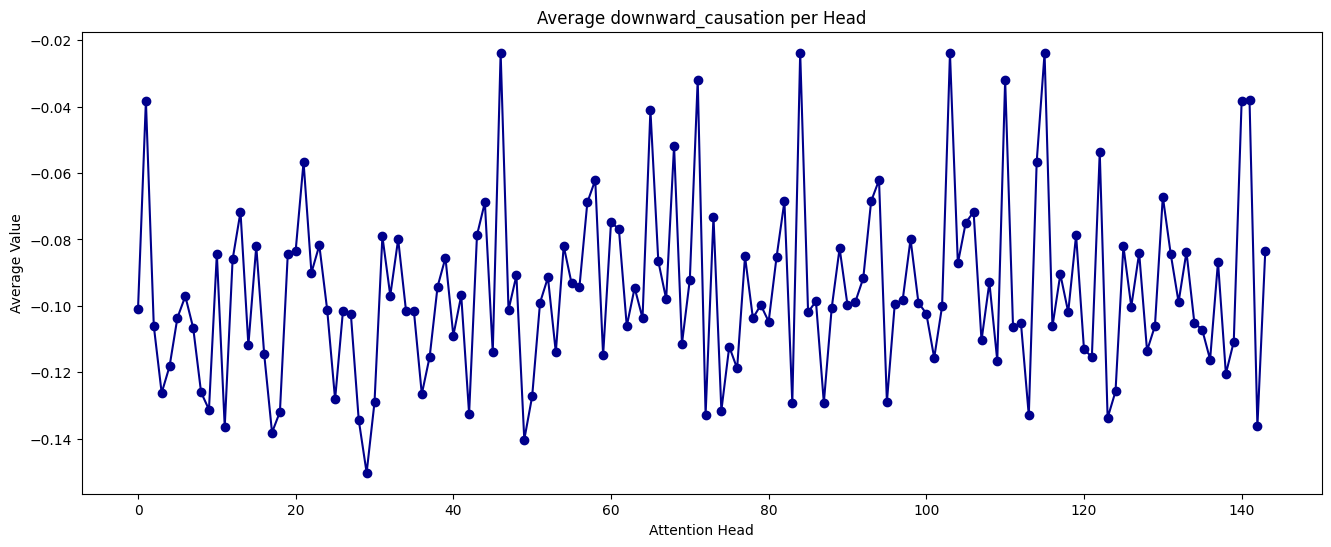 Average downward_causation per Head
Average Value
−0.02
−0.04
−0.06
−0.08
−0.10
−0.12
−0.14
0 20 40 60 80 100 120 140
Attention Head